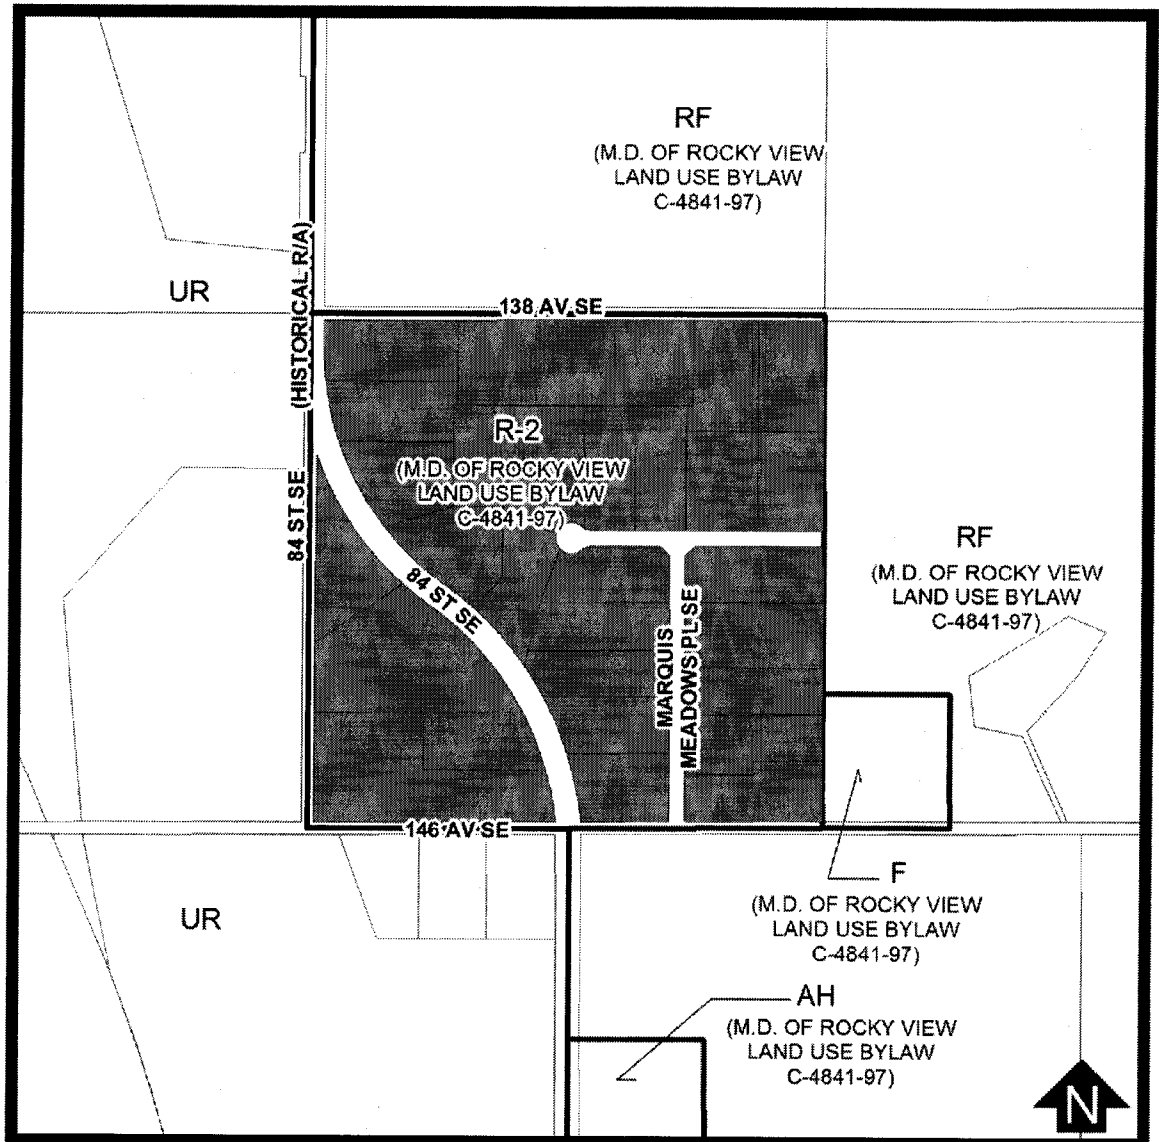 RF
(M.D. OF ROCKY VIEW
LAND USE BYLAW
C-4841-97)
UR
(HISTORICAL R/A)
138 AV SE
R-2
(M.D. OF ROCKY VIEW
LAND USE BYLAW
C-4841-97)
84 ST SE
84 ST SE
RF
(M.D. OF ROCKY VIEW
LAND USE BYLAW
C-4841-97)
MARQUIS
MEADOWS PL SE
146 AV SE
UR
F
(M.D. OF ROCKY VIEW
LAND USE BYLAW
C-4841-97)
AH
(M.D. OF ROCKY VIEW
LAND USE BYLAW
C-4841-97)
N